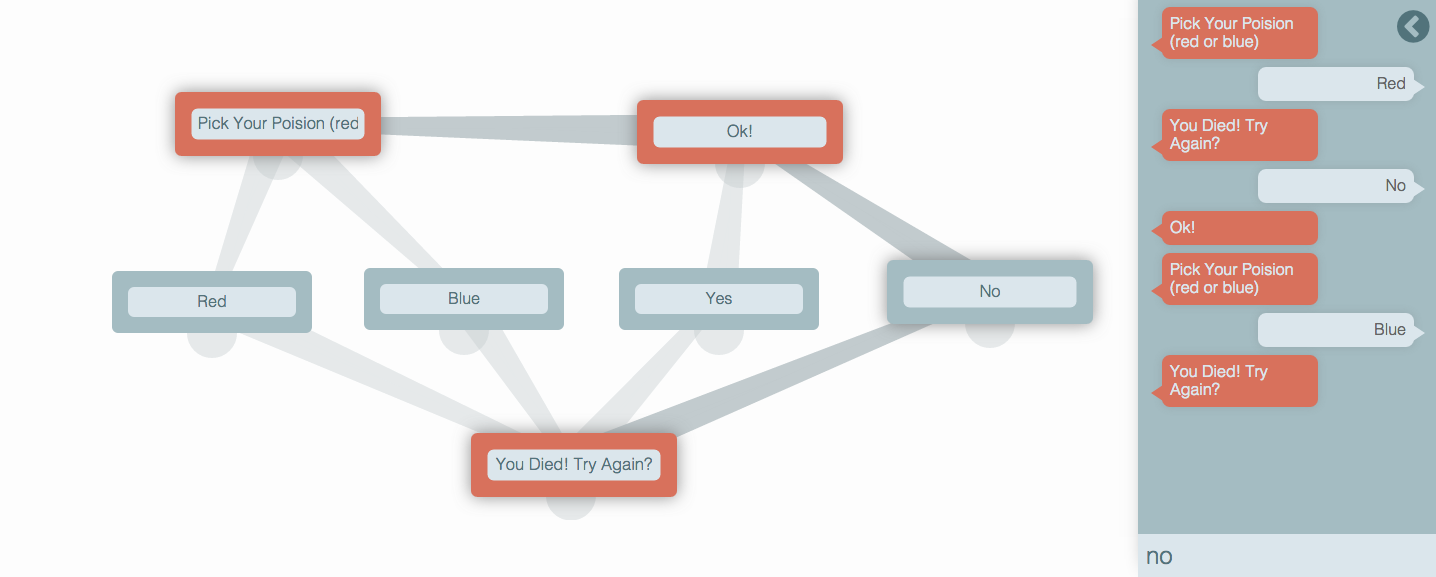 Pick Your Poision (red
Ok!
Red
Blue
Yes
No
You Died! Try Again?
Pick Your Poision
(red or blue)
Red
You Died! Try
Again?
No
Ok!
Pick Your Poision
(red or blue)
Blue
You Died! Try
Again?
no